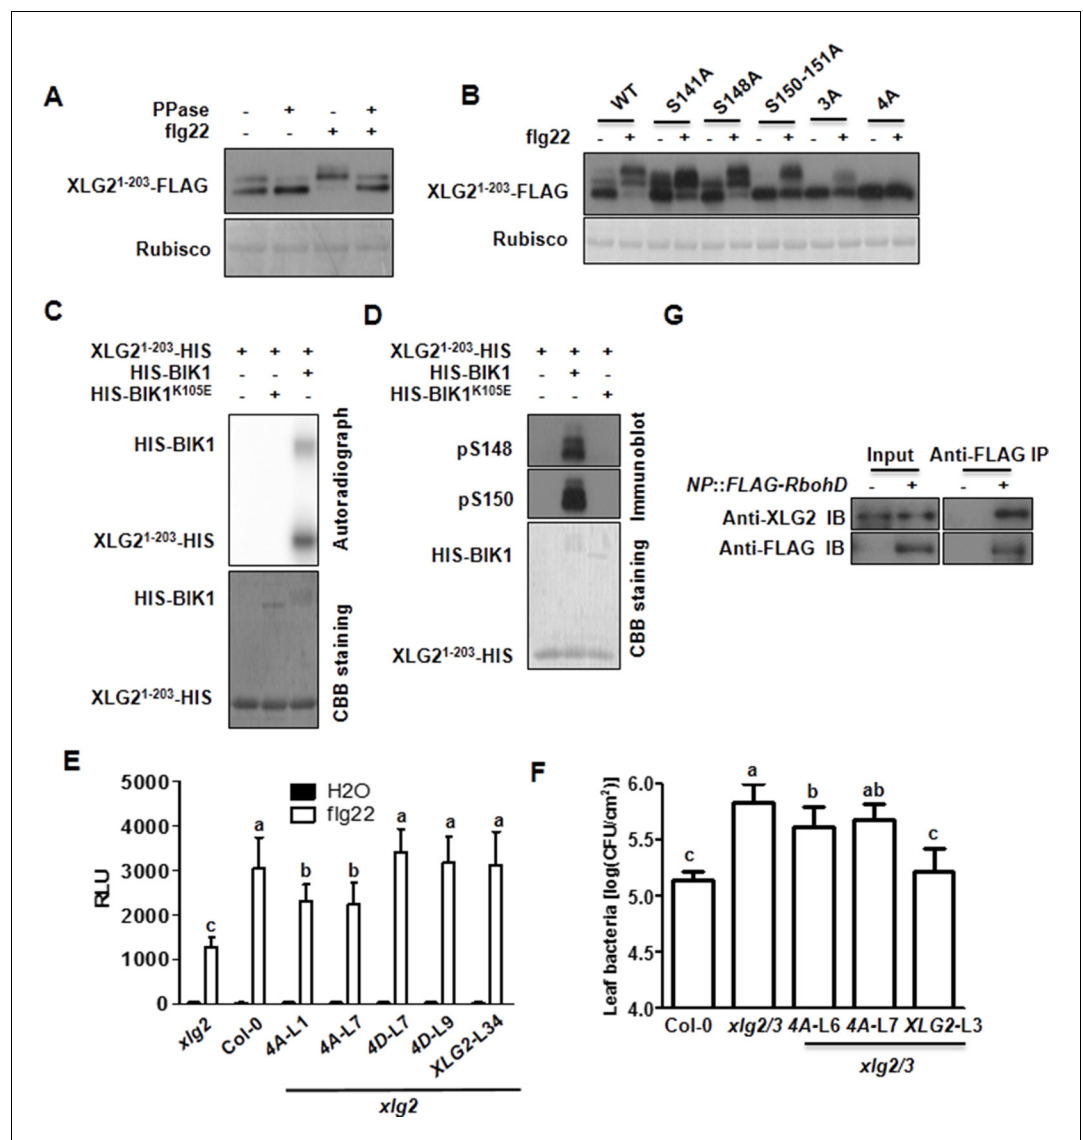 A
PPase - + - +
flg22 - - + +
XLG2¹⁻²⁰³-FLAG
Rubisco
B
WT S141A S148A S150-151A 3A 4A
flg22 - + - + - + - + - + - +
XLG2¹⁻²⁰³-FLAG
Rubisco
C
XLG2¹⁻²⁰³-HIS + + +
HIS-BIK1 - - +
HIS-BIK1ᴷ¹⁰⁵ᴱ - + -
HIS-BIK1
XLG2¹⁻²⁰³-HIS
Autoradiograph
HIS-BIK1
XLG2¹⁻²⁰³-HIS
CBB staining
D
XLG2¹⁻²⁰³-HIS + + +
HIS-BIK1 - + -
HIS-BIK1ᴷ¹⁰⁵ᴱ - - +
pS148
pS150
Immunoblot
HIS-BIK1
XLG2¹⁻²⁰³-HIS
CBB staining
G
Input Anti-FLAG IP
NP::FLAG-RbohD - + - +
Anti-XLG2 IB
Anti-FLAG IB
E
H2O
flg22
RLU
5000
4000
3000
2000
1000
0
c a b b a a a
xlg2 Col-0 4A-L1 4A-L7 4D-L7 4D-L9 XLG2-L34
xlg2
F
Leaf bacteria [log(CFU/cm²)]
6.0
5.5
5.0
4.5
4.0
c a b ab c
Col-0 xlg2/3 4A-L6 4A-L7 XLG2-L3
xlg2/3